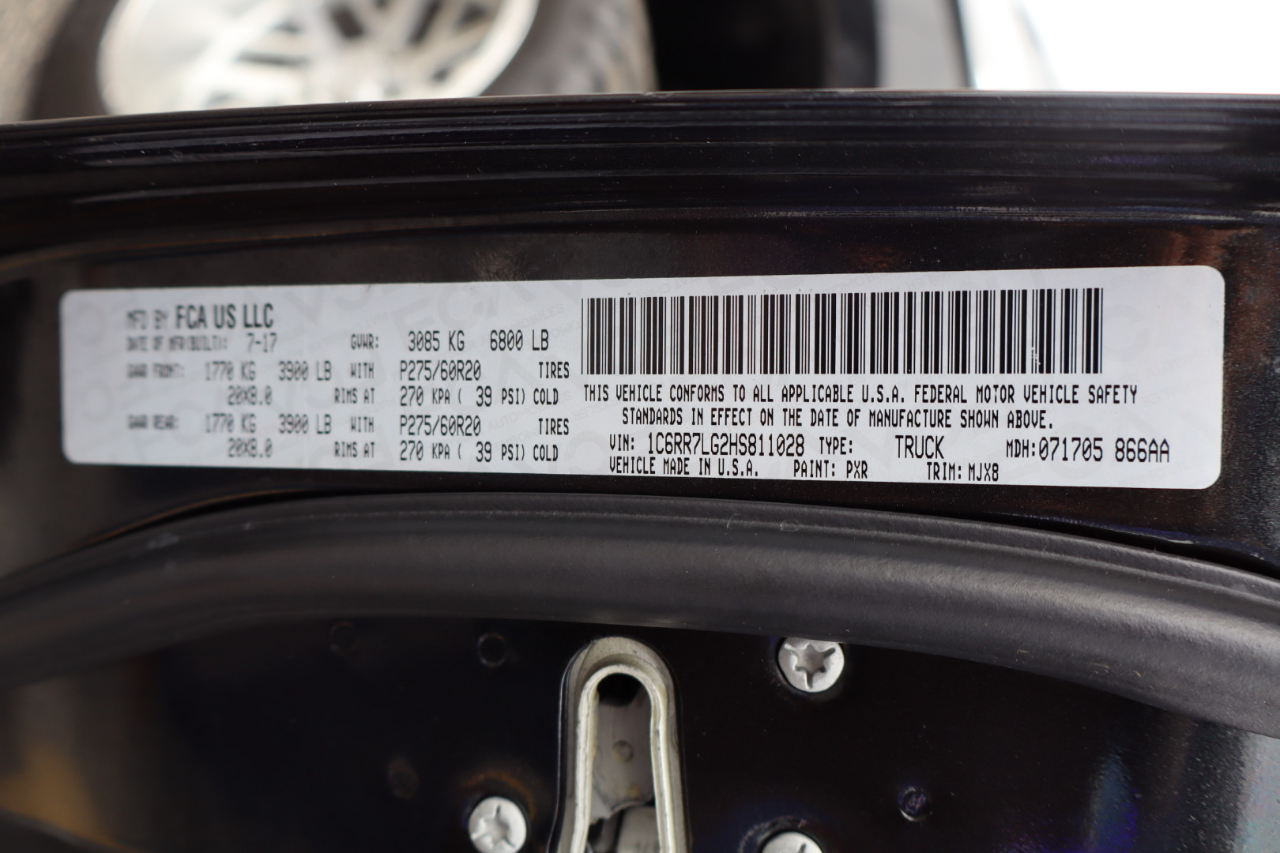 MFD BY FCA US LLC
DATE OF MFR(BUILT): 7-17 GVWR: 3085 KG 6800 LB
GAWR FRONT: 1770 KG 3900 LB WITH P275/60R20 TIRES
20X8.0 RIMS AT 270 KPA ( 39 PSI) COLD
GAWR REAR: 1770 KG 3900 LB WITH P275/60R20 TIRES
20X8.0 RIMS AT 270 KPA ( 39 PSI) COLD
THIS VEHICLE CONFORMS TO ALL APPLICABLE U.S.A. FEDERAL MOTOR VEHICLE SAFETY
STANDARDS IN EFFECT ON THE DATE OF MANUFACTURE SHOWN ABOVE.
VIN: 1C6RR7LG2HS811028 TYPE: TRUCK MDH: 071705 866AA
VEHICLE MADE IN U.S.A. PAINT: PXR TRIM: MJX8